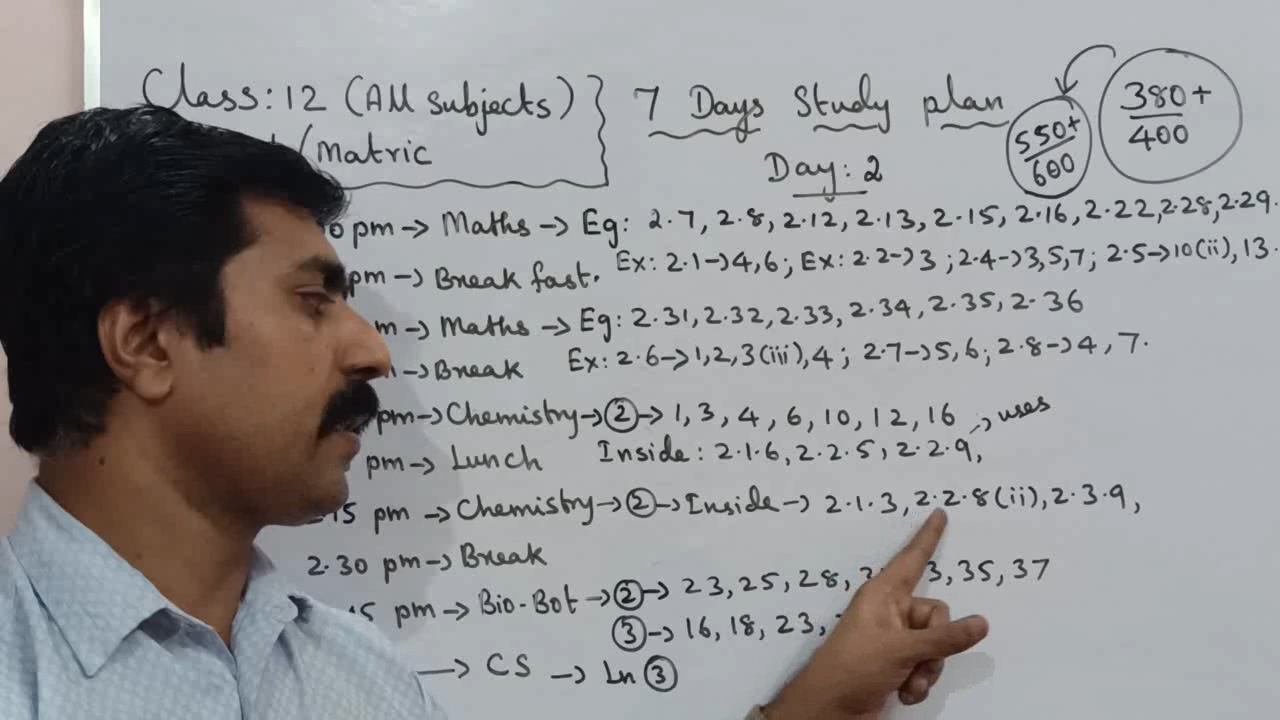 Class: 12 (All subjects) 7 Days Study plan 550+/600 380+/400
/Matric Day: 2
0 pm → Maths → Eg: 2.7, 2.8, 2.12, 2.13, 2.15, 2.16, 2.22, 2.28, 2.29.
pm → Break fast. Ex: 2.1→4,6; Ex: 2.2→3; 2.4→3,5,7; 2.5→10(ii), 13.
m → Maths → Eg: 2.31, 2.32, 2.33, 2.34, 2.35, 2.36
→ Break Ex: 2.6→1,2,3(iii),4; 2.7→5,6; 2.8→4, 7.
pm → Chemistry → ② → 1, 3, 4, 6, 10, 12, 16
pm → Lunch Inside: 2.1.6, 2.2.5, 2.2.9, → uses
15 pm → Chemistry → ② → Inside → 2.1.3, 2.2.8(ii), 2.3.9,
2.30 pm → Break
15 pm → Bio-Bot → ② → 23, 25, 28, 3, 35, 37
③ → 16, 18, 23,
→ CS → Ln ③